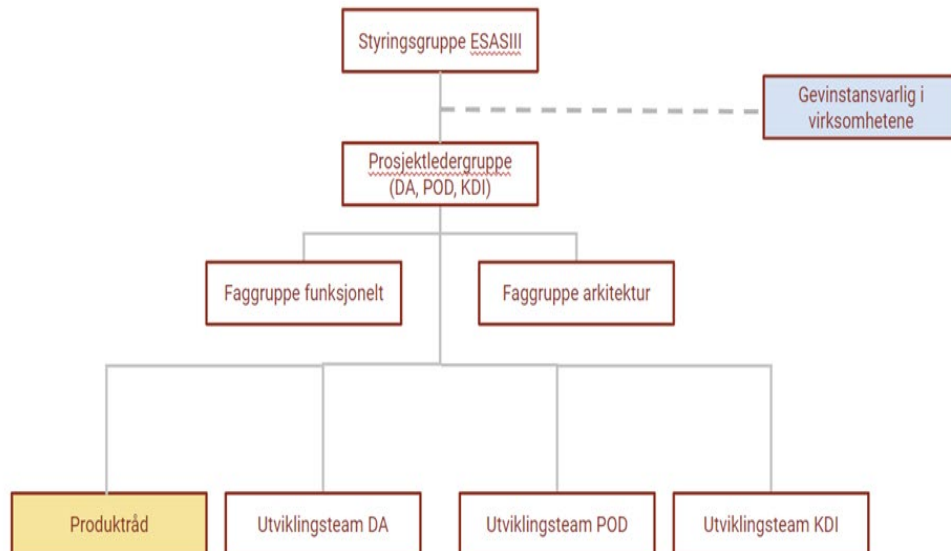 Styringsgruppe ESASIII
Gevinstansvarlig i
virksomhetene
Prosjektledergruppe
(DA, POD, KDI)
Faggruppe funksjonelt
Faggruppe arkitektur
Produktråd
Utviklingsteam DA
Utviklingsteam POD
Utviklingsteam KDI